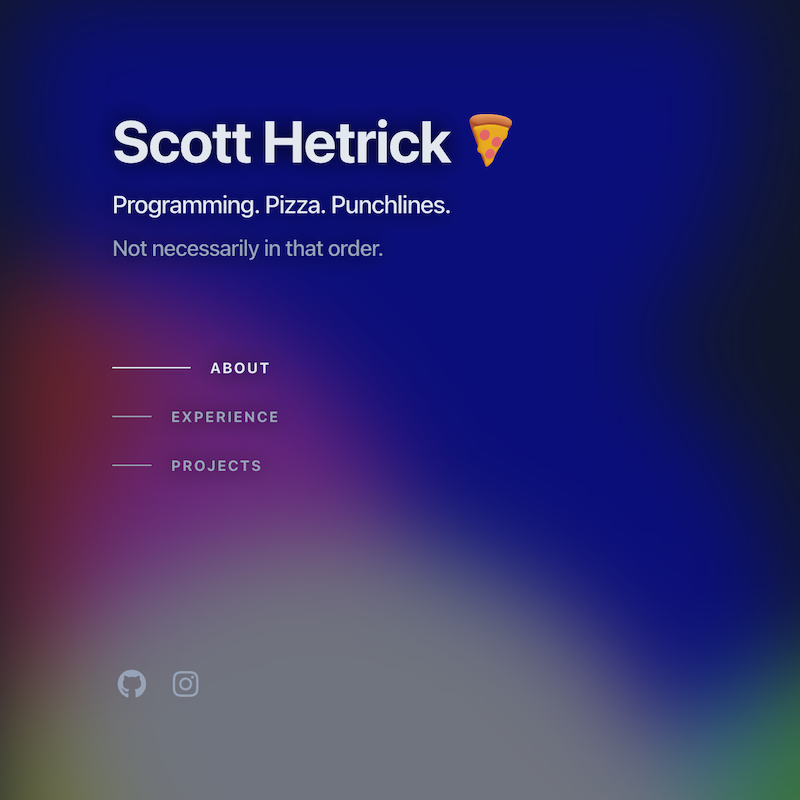 Scott Hetrick 🍕
Programming. Pizza. Punchlines.
Not necessarily in that order.
ABOUT
EXPERIENCE
PROJECTS